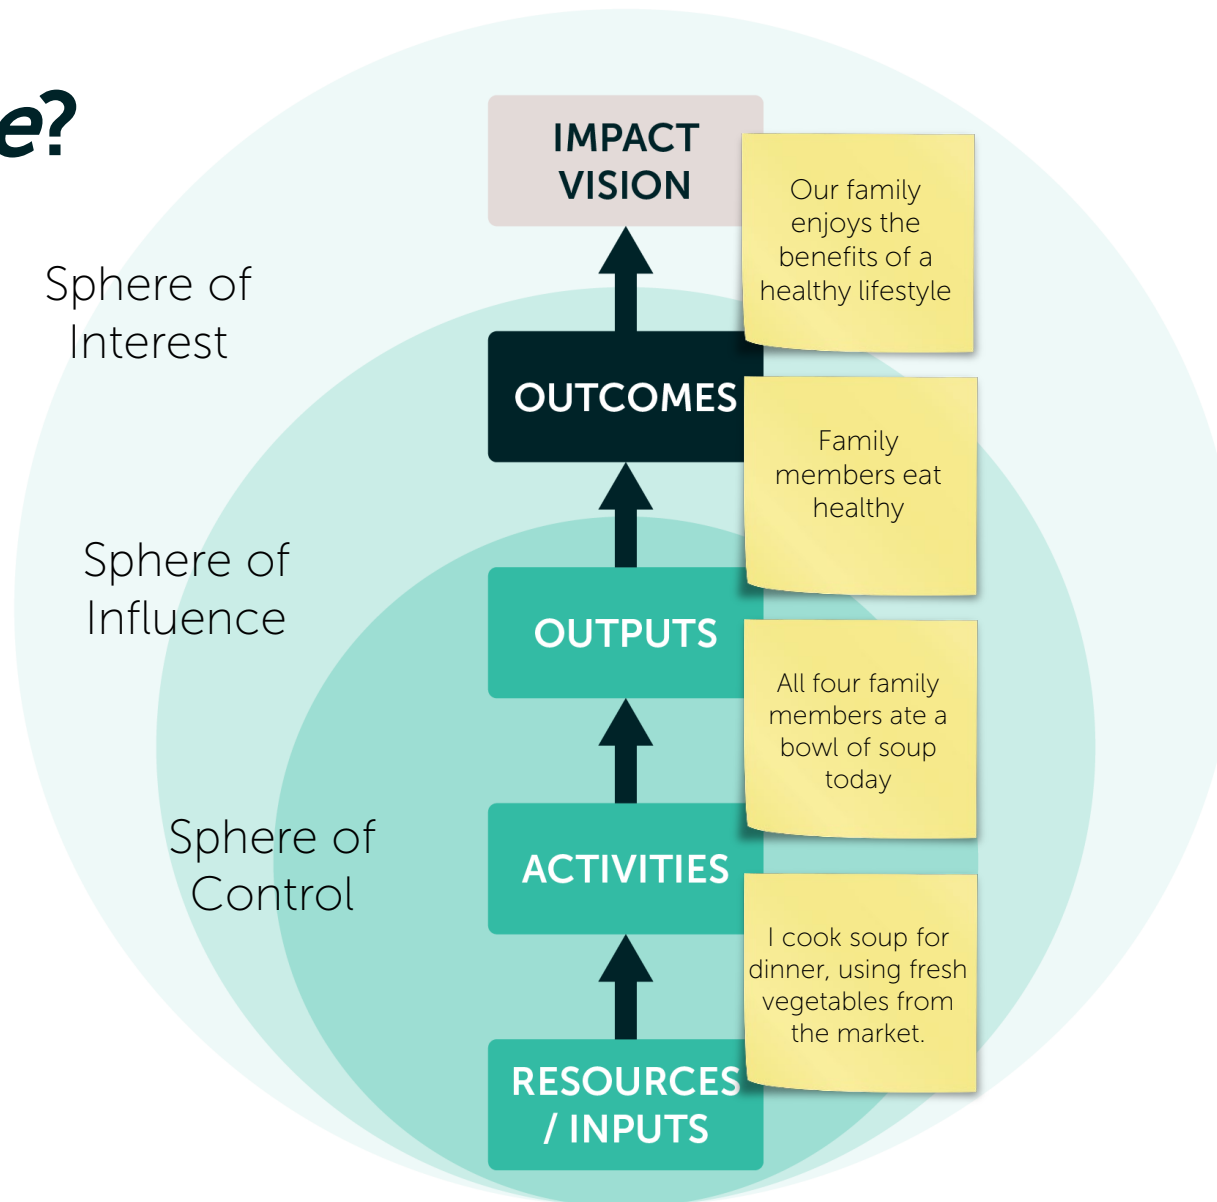 e?
IMPACT
VISION
Our family
enjoys the
benefits of a
healthy lifestyle
Sphere of
Interest
OUTCOMES
Family
members eat
healthy
Sphere of
Influence
OUTPUTS
All four family
members ate a
bowl of soup
today
Sphere of
Control
ACTIVITIES
I cook soup for
dinner, using fresh
vegetables from
the market.
RESOURCES
/ INPUTS